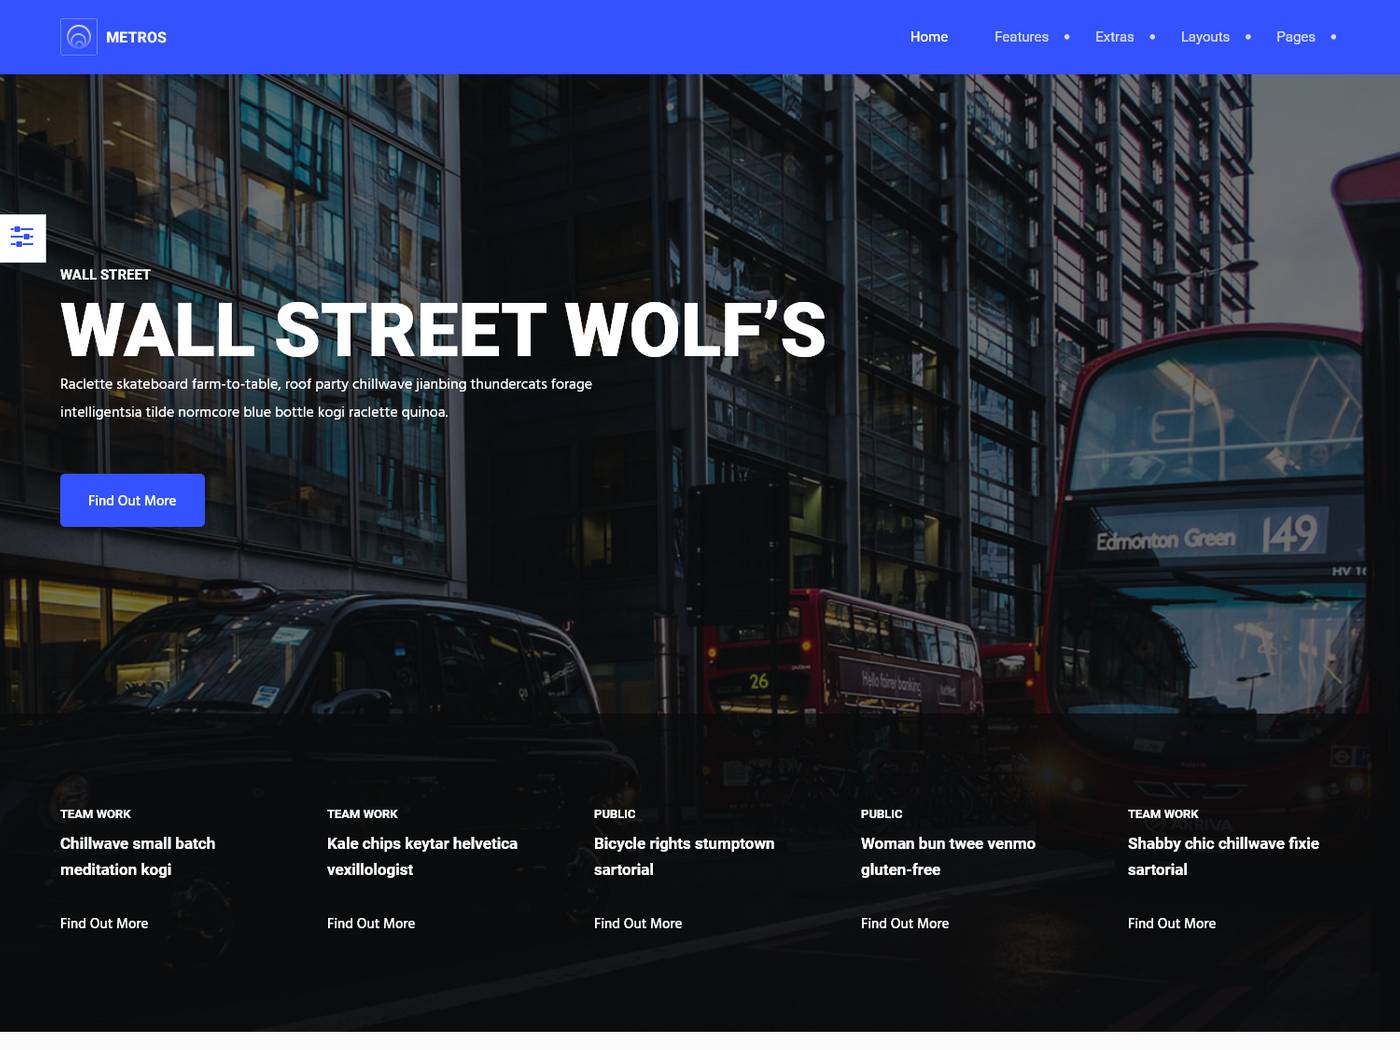 METROS
Home Features Extras Layouts Pages
WALL STREET
WALL STREET WOLF’S
Raclette skateboard farm-to-table, roof party chillwave jianbing thundercats forage
intelligentsia tilde normcore blue bottle kogi raclette quinoa.
Find Out More
Edmonton Green 149
HV 16
26
Hello fairer banking
ARRIVA
TEAM WORK
Chillwave small batch
meditation kogi
Find Out More
TEAM WORK
Kale chips keytar helvetica
vexillologist
Find Out More
PUBLIC
Bicycle rights stumptown
sartorial
Find Out More
PUBLIC
Woman bun twee venmo
gluten-free
Find Out More
TEAM WORK
Shabby chic chillwave fixie
sartorial
Find Out More